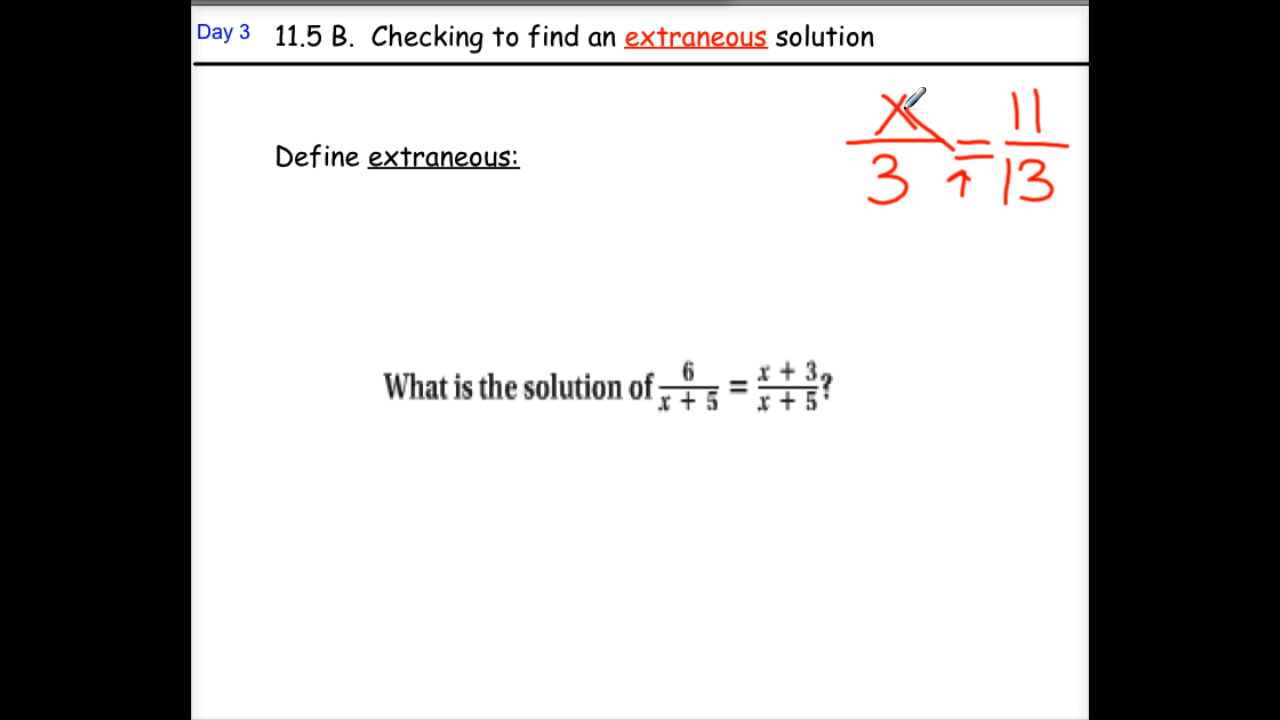 Day 3 11.5 B. Checking to find an extraneous solution
x/3 = 11/13
↑
Define extraneous:
What is the solution of 6/(x + 5) = (x + 3)/(x + 5)?